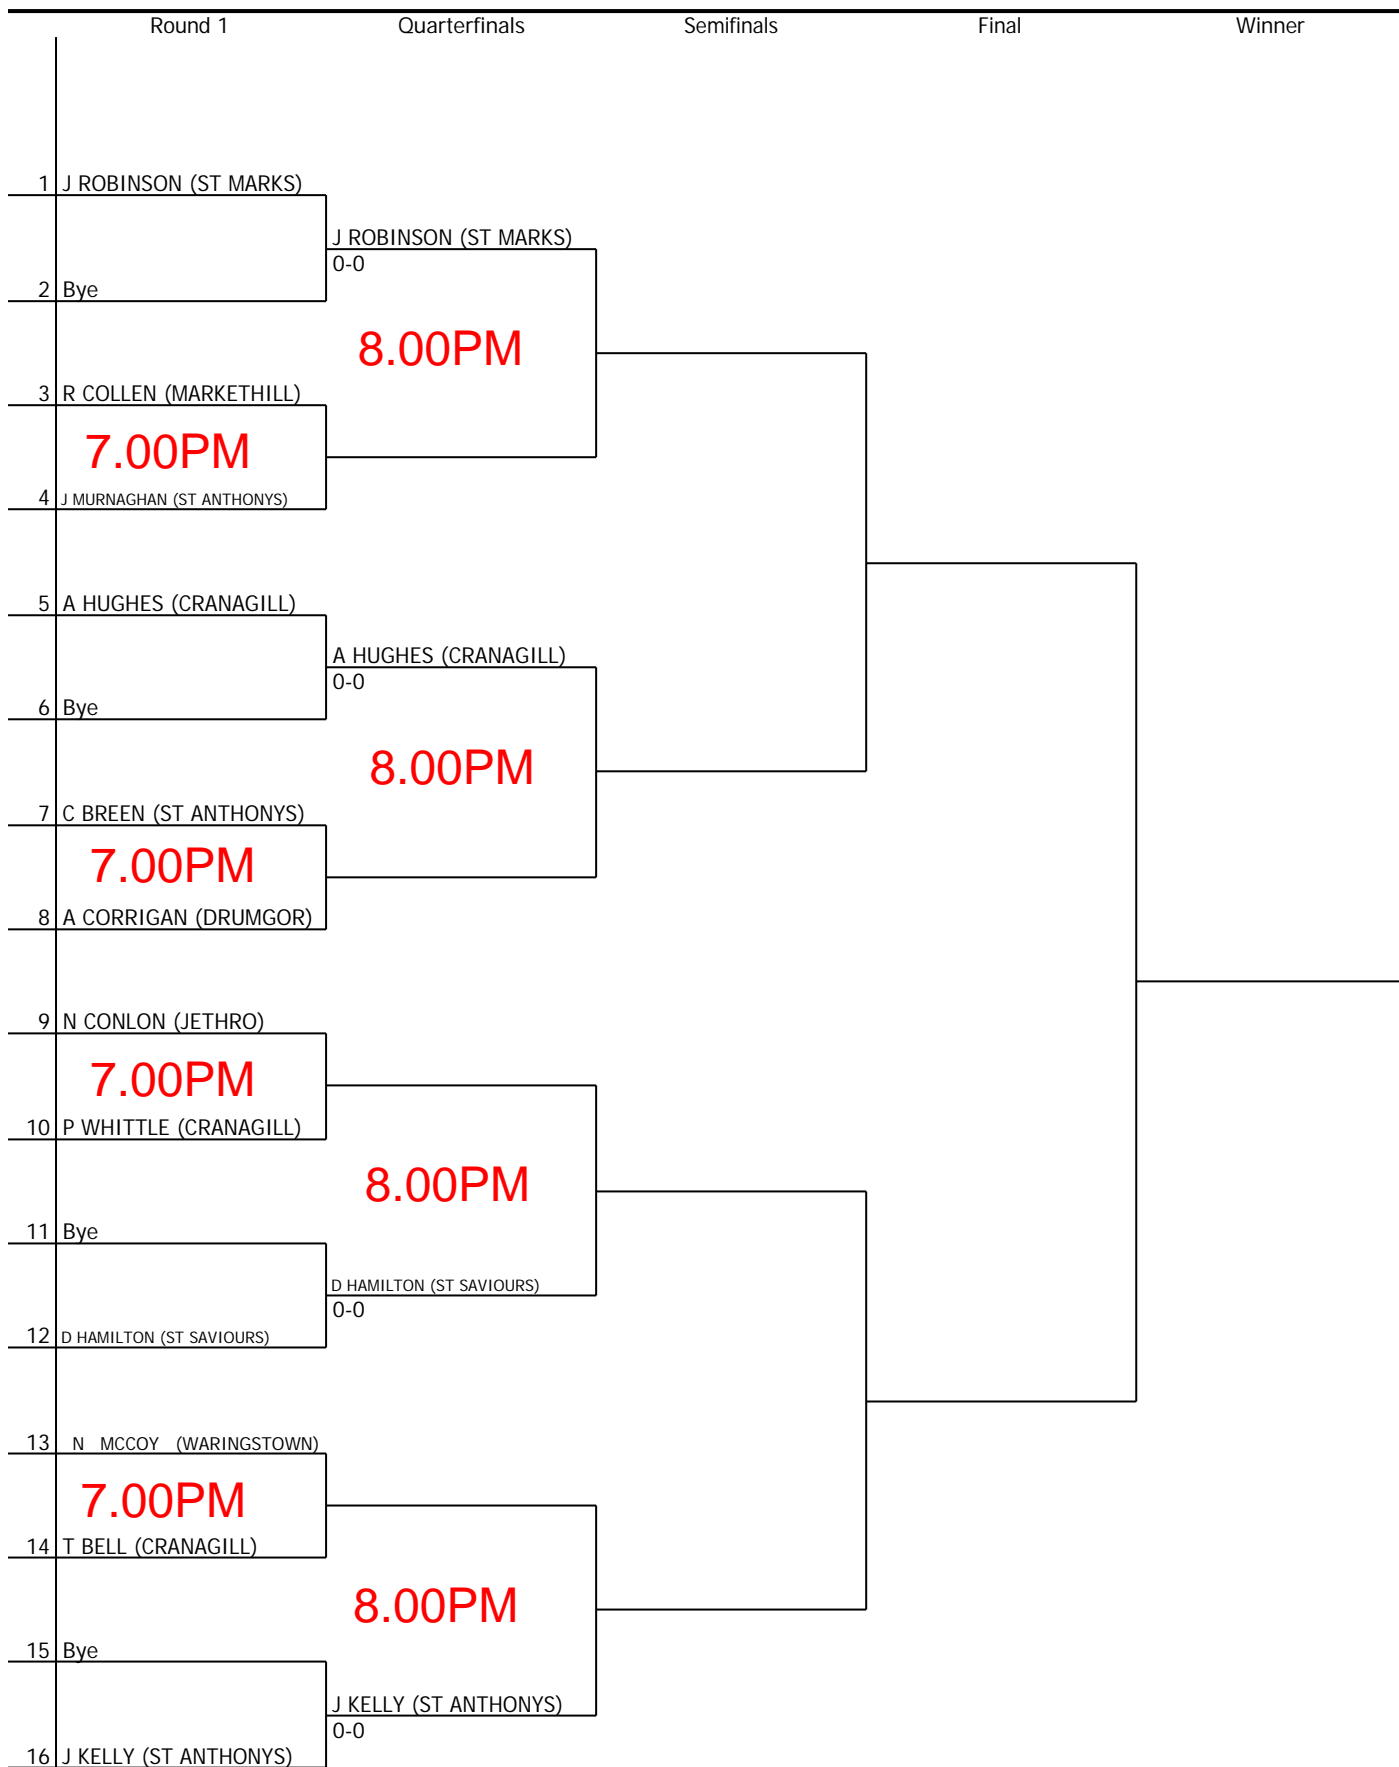 Round 1 Quarterfinals Semifinals Final Winner
1 J ROBINSON (ST MARKS)
J ROBINSON (ST MARKS)
0-0
2 Bye
8.00PM
3 R COLLEN (MARKETHILL)
7.00PM
4 J MURNAGHAN (ST ANTHONYS)
5 A HUGHES (CRANAGILL)
A HUGHES (CRANAGILL)
0-0
6 Bye
8.00PM
7 C BREEN (ST ANTHONYS)
7.00PM
8 A CORRIGAN (DRUMGOR)
9 N CONLON (JETHRO)
7.00PM
10 P WHITTLE (CRANAGILL)
8.00PM
11 Bye
D HAMILTON (ST SAVIOURS)
0-0
12 D HAMILTON (ST SAVIOURS)
13 N MCCOY (WARINGSTOWN)
7.00PM
14 T BELL (CRANAGILL)
8.00PM
15 Bye
J KELLY (ST ANTHONYS)
0-0
16 J KELLY (ST ANTHONYS)